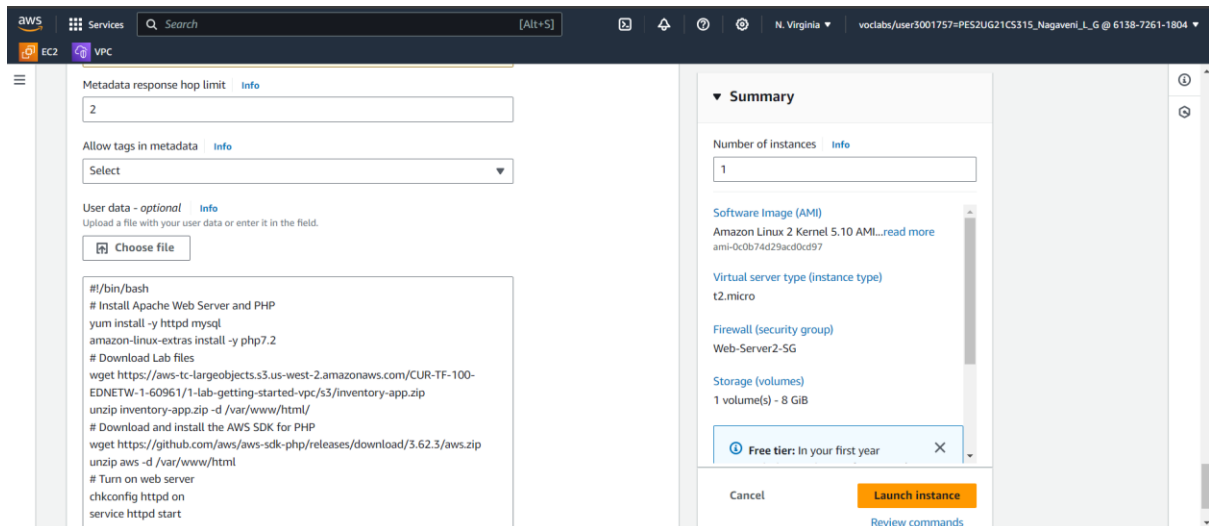 aws
Services
Search
[Alt+S]
N. Virginia ▼
voclabs/user3001757=PES2UG21CS315_Nagaveni_L_G @ 6138-7261-1804 ▼
EC2
VPC
Metadata response hop limit
Info
2
Allow tags in metadata
Info
Select
User data - optional
Info
Upload a file with your user data or enter it in the field.
Choose file
#!/bin/bash
# Install Apache Web Server and PHP
yum install -y httpd mysql
amazon-linux-extras install -y php7.2
# Download Lab files
wget https://aws-tc-largeobjects.s3.us-west-2.amazonaws.com/CUR-TF-100-
EDNETW-1-60961/1-lab-getting-started-vpc/s3/inventory-app.zip
unzip inventory-app.zip -d /var/www/html/
# Download and install the AWS SDK for PHP
wget https://github.com/aws/aws-sdk-php/releases/download/3.62.3/aws.zip
unzip aws -d /var/www/html
# Turn on web server
chkconfig httpd on
service httpd start
▼ Summary
Number of instances
Info
1
Software Image (AMI)
Amazon Linux 2 Kernel 5.10 AMI...read more
ami-0c0b74d29acd0cd97
Virtual server type (instance type)
t2.micro
Firewall (security group)
Web-Server2-SG
Storage (volumes)
1 volume(s) - 8 GiB
Free tier: In your first year
Cancel
Launch instance
Review commands